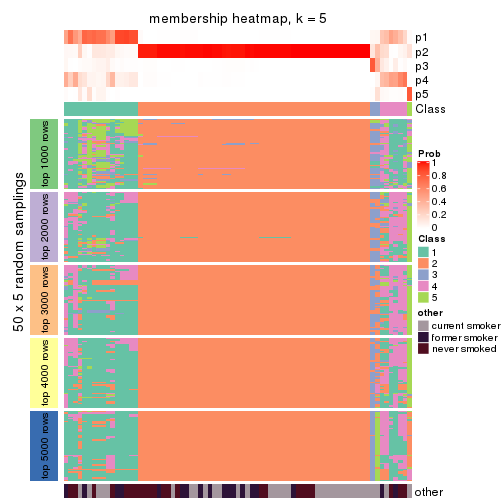 membership heatmap, k = 5
p1
p2
p3
p4
p5
Class
50 x 5 random samplings
top 1000 rows
top 2000 rows
top 3000 rows
top 4000 rows
top 5000 rows
other
Prob
1
0.8
0.6
0.4
0.2
0
Class
1
2
3
4
5
other
current smoker
former smoker
never smoked